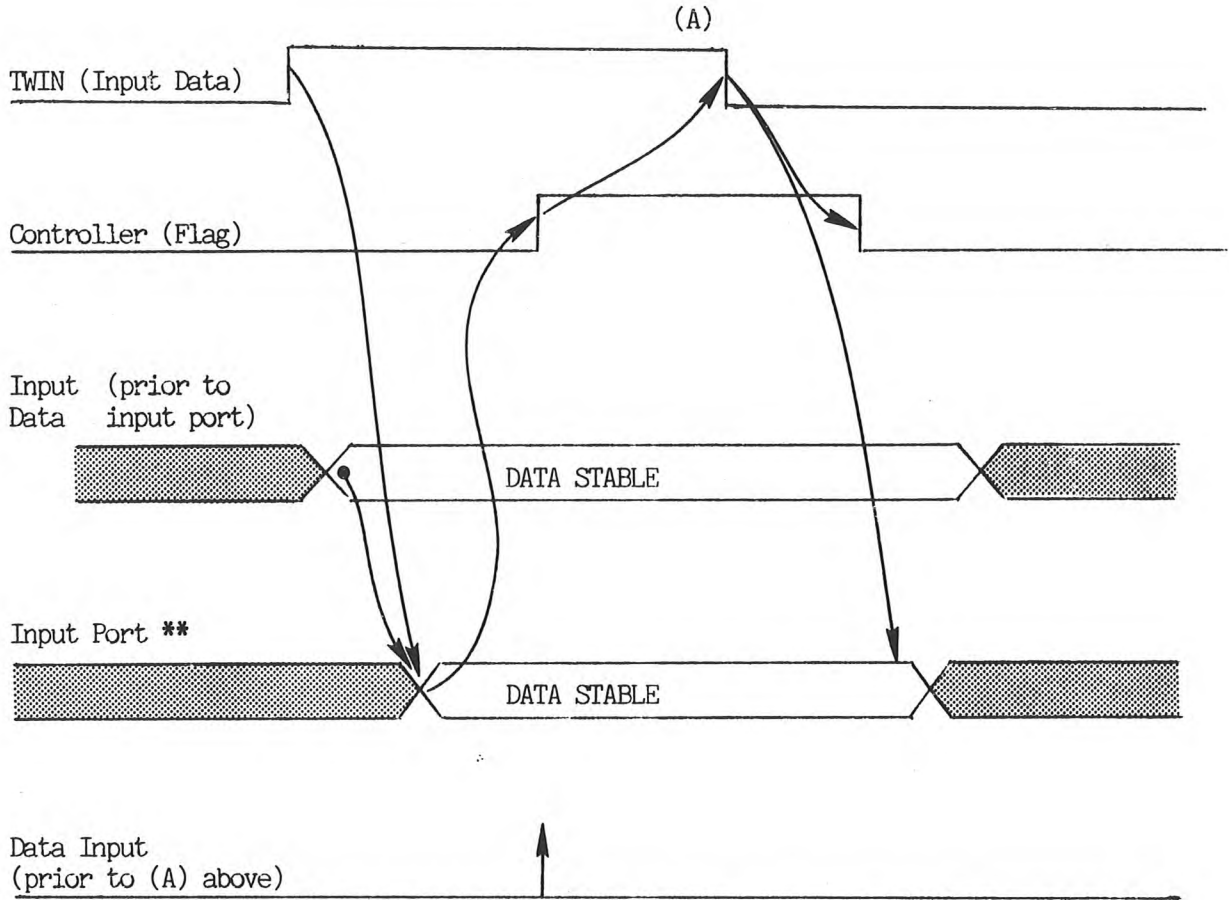 (A)
TWIN (Input Data)
Controller (Flag)
Input (prior to
Data input port)
DATA STABLE
Input Port **
DATA STABLE
Data Input
(prior to (A) above)